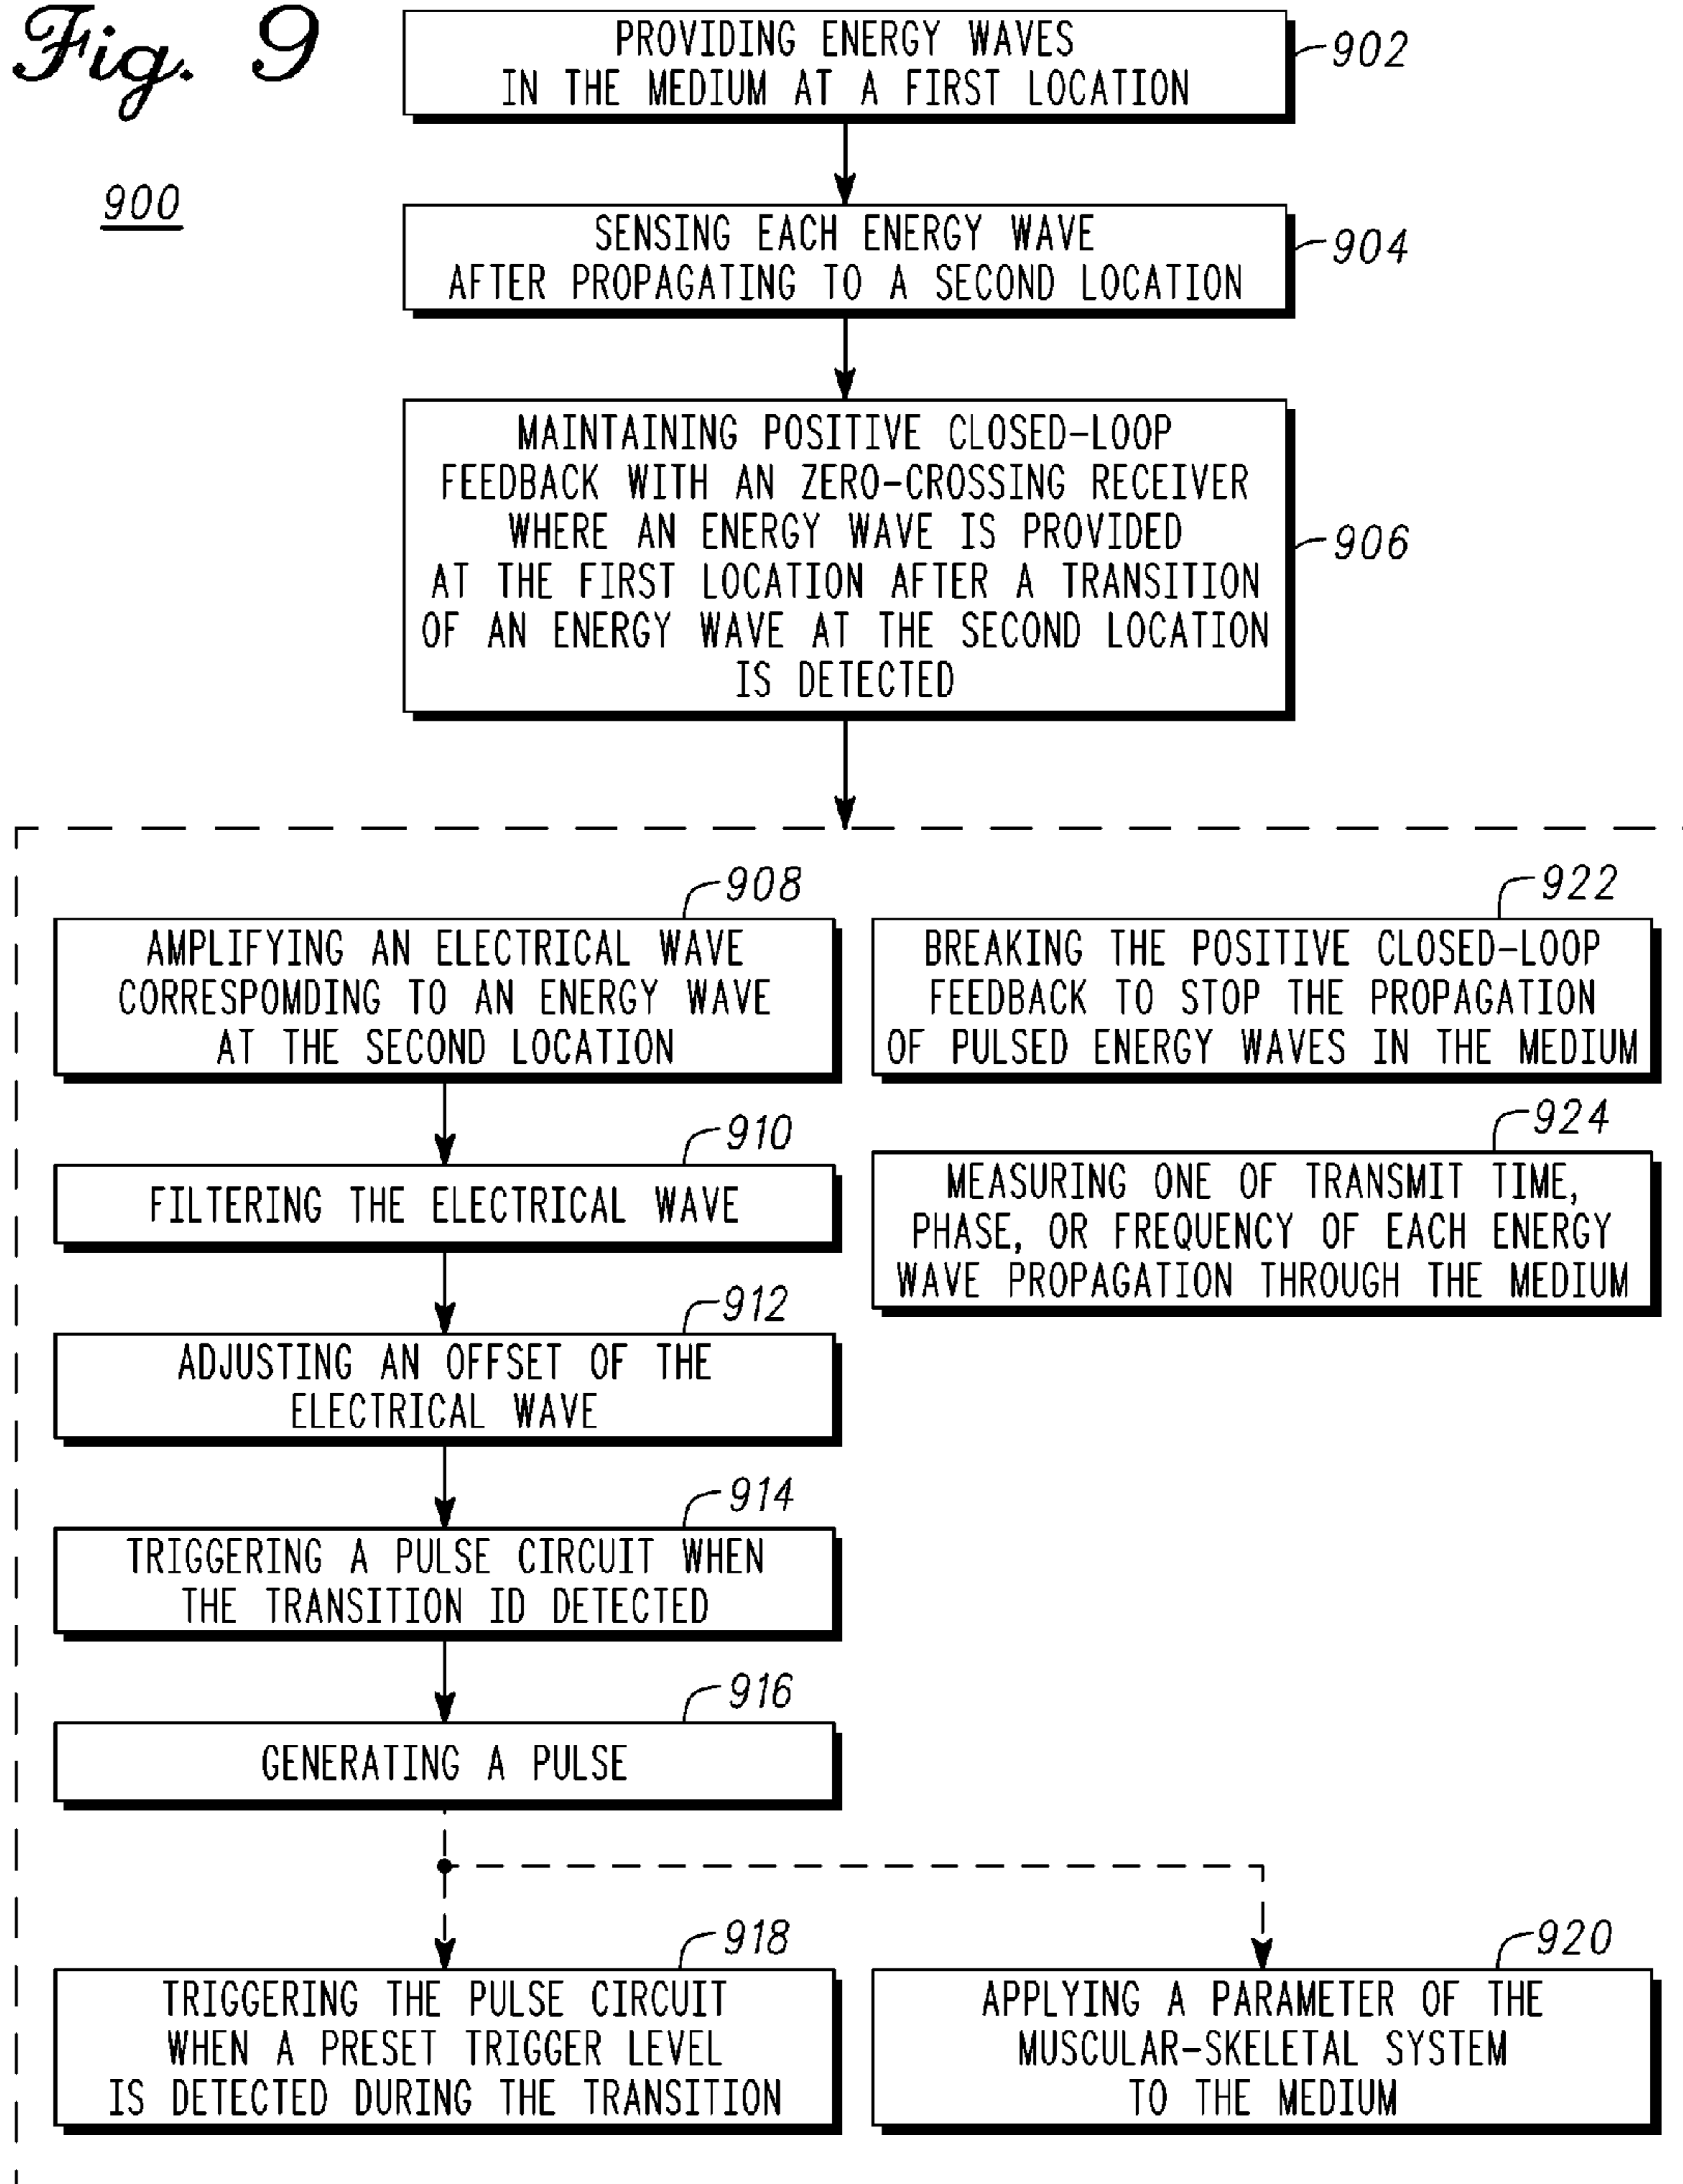 Fig. 9
900
PROVIDING ENERGY WAVES
IN THE MEDIUM AT A FIRST LOCATION
902
SENSING EACH ENERGY WAVE
AFTER PROPAGATING TO A SECOND LOCATION
904
MAINTAINING POSITIVE CLOSED-LOOP
FEEDBACK WITH AN ZERO-CROSSING RECEIVER
WHERE AN ENERGY WAVE IS PROVIDED
AT THE FIRST LOCATION AFTER A TRANSITION
OF AN ENERGY WAVE AT THE SECOND LOCATION
IS DETECTED
906
908
AMPLIFYING AN ELECTRICAL WAVE
CORRESPOMDING TO AN ENERGY WAVE
AT THE SECOND LOCATION
910
FILTERING THE ELECTRICAL WAVE
912
ADJUSTING AN OFFSET OF THE
ELECTRICAL WAVE
914
TRIGGERING A PULSE CIRCUIT WHEN
THE TRANSITION ID DETECTED
916
GENERATING A PULSE
918
TRIGGERING THE PULSE CIRCUIT
WHEN A PRESET TRIGGER LEVEL
IS DETECTED DURING THE TRANSITION
920
APPLYING A PARAMETER OF THE
MUSCULAR-SKELETAL SYSTEM
TO THE MEDIUM
922
BREAKING THE POSITIVE CLOSED-LOOP
FEEDBACK TO STOP THE PROPAGATION
OF PULSED ENERGY WAVES IN THE MEDIUM
924
MEASURING ONE OF TRANSMIT TIME,
PHASE, OR FREQUENCY OF EACH ENERGY
WAVE PROPAGATION THROUGH THE MEDIUM